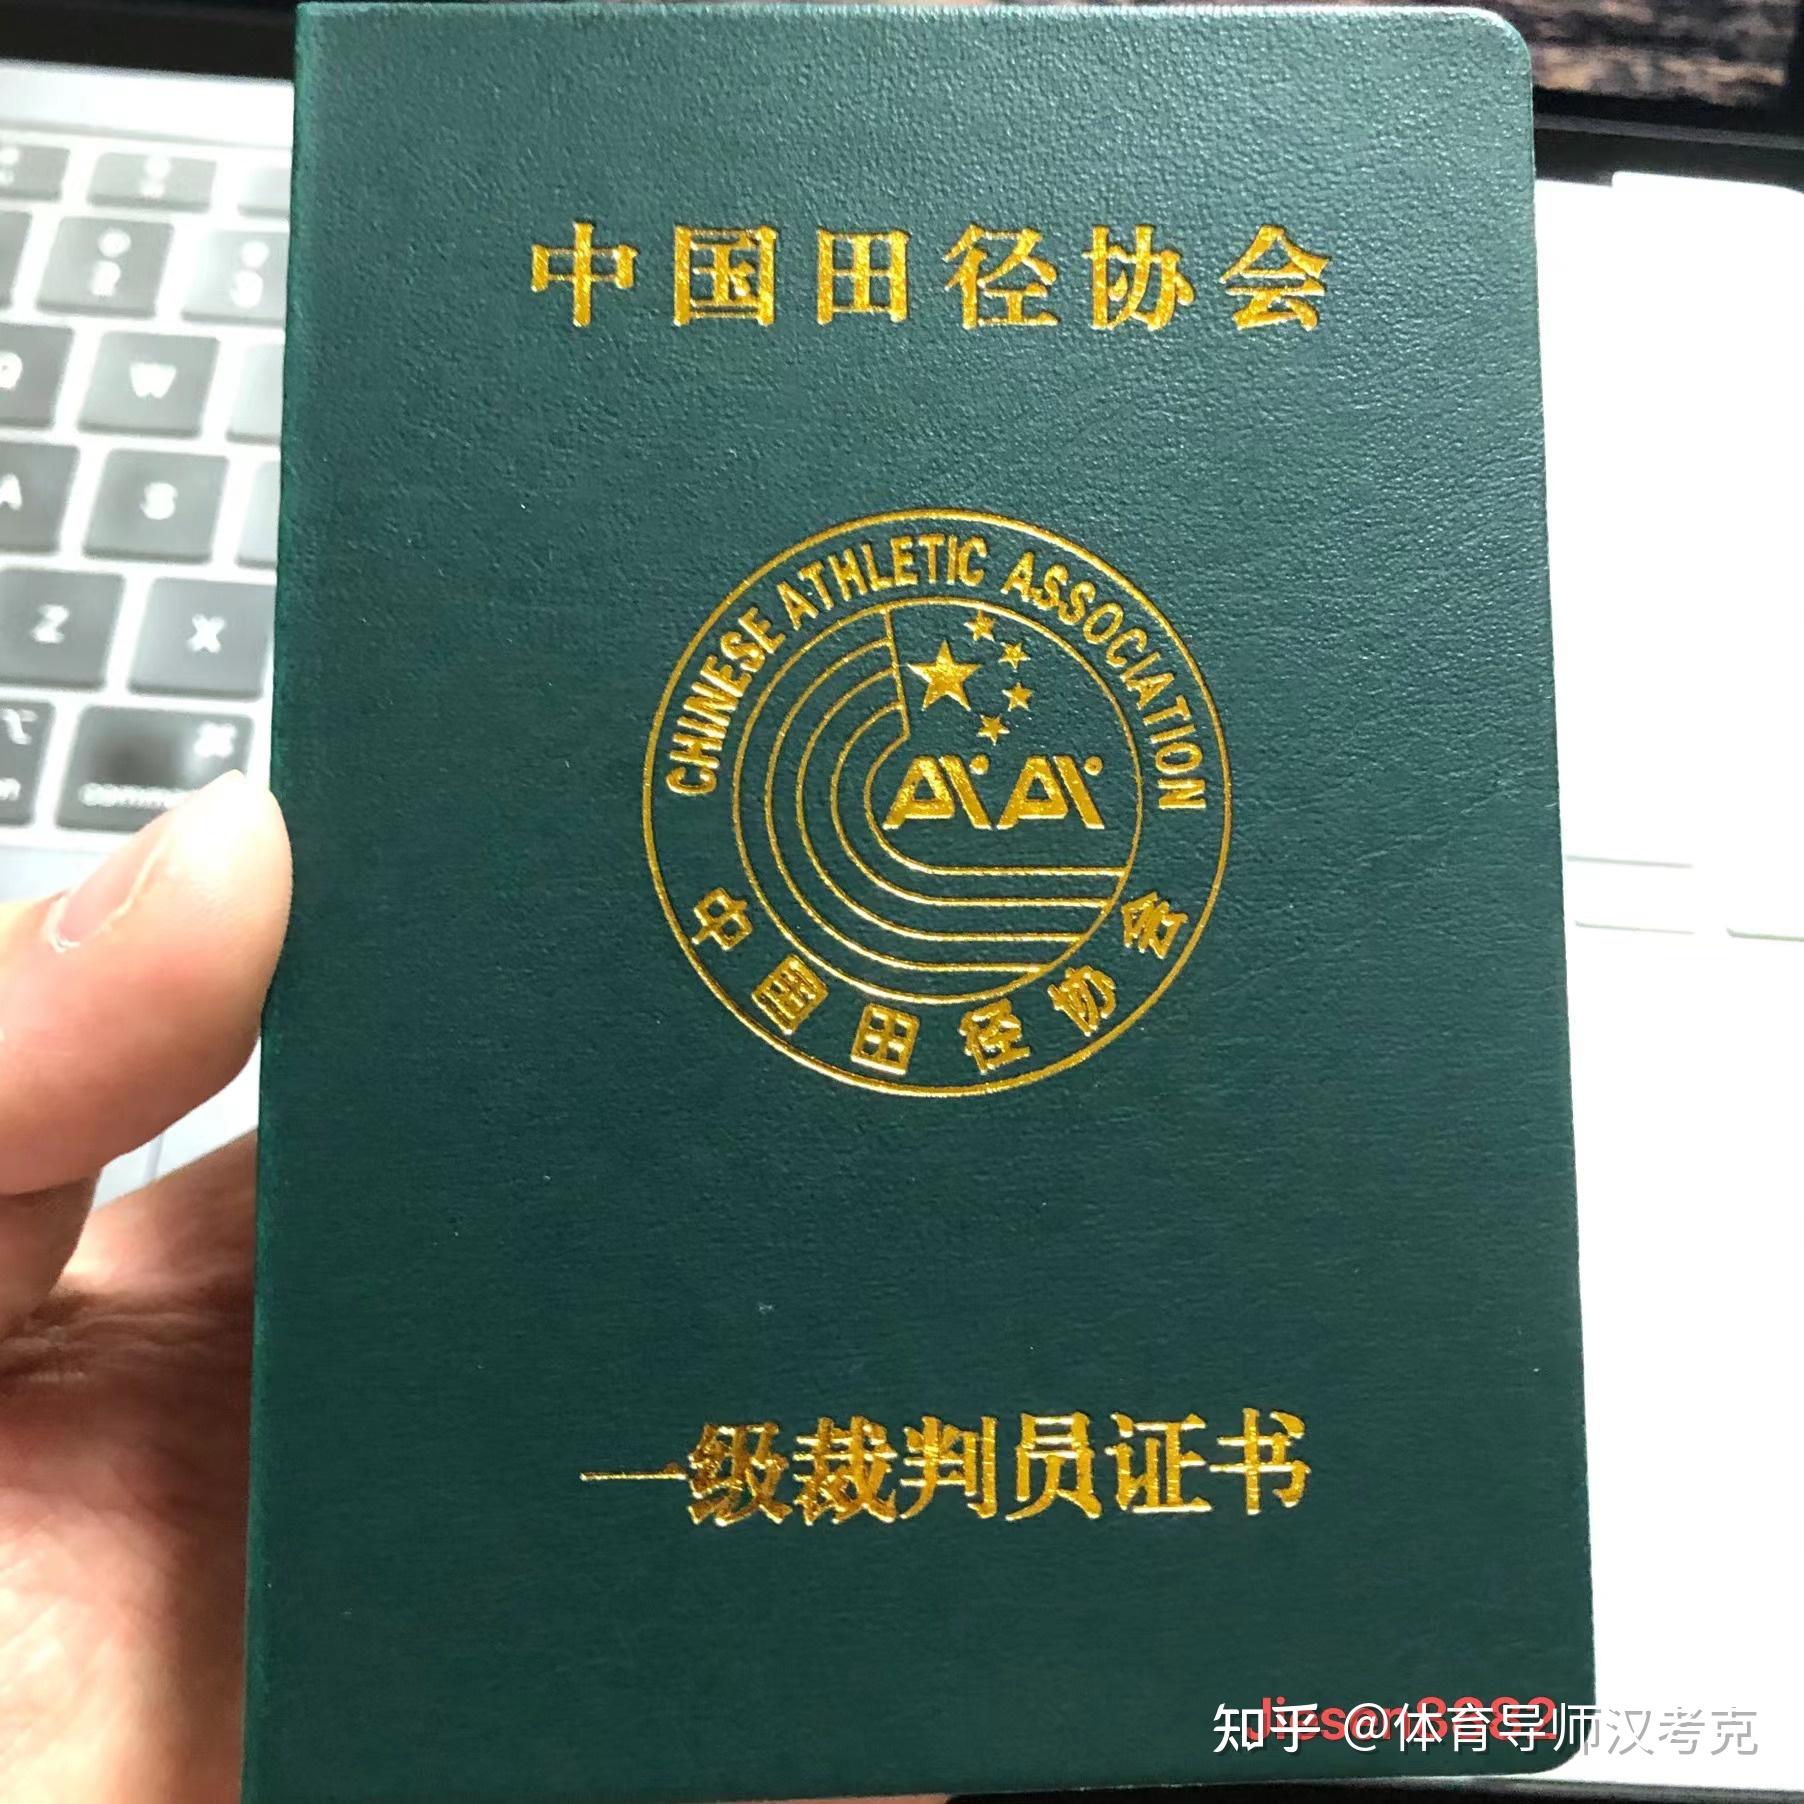 中国田径协会
CHINESE ATHLETIC ASSOCIATION
中国田径协会
一级裁判员证书
知乎 @体育导师汉考克
W
A
S
Z
X